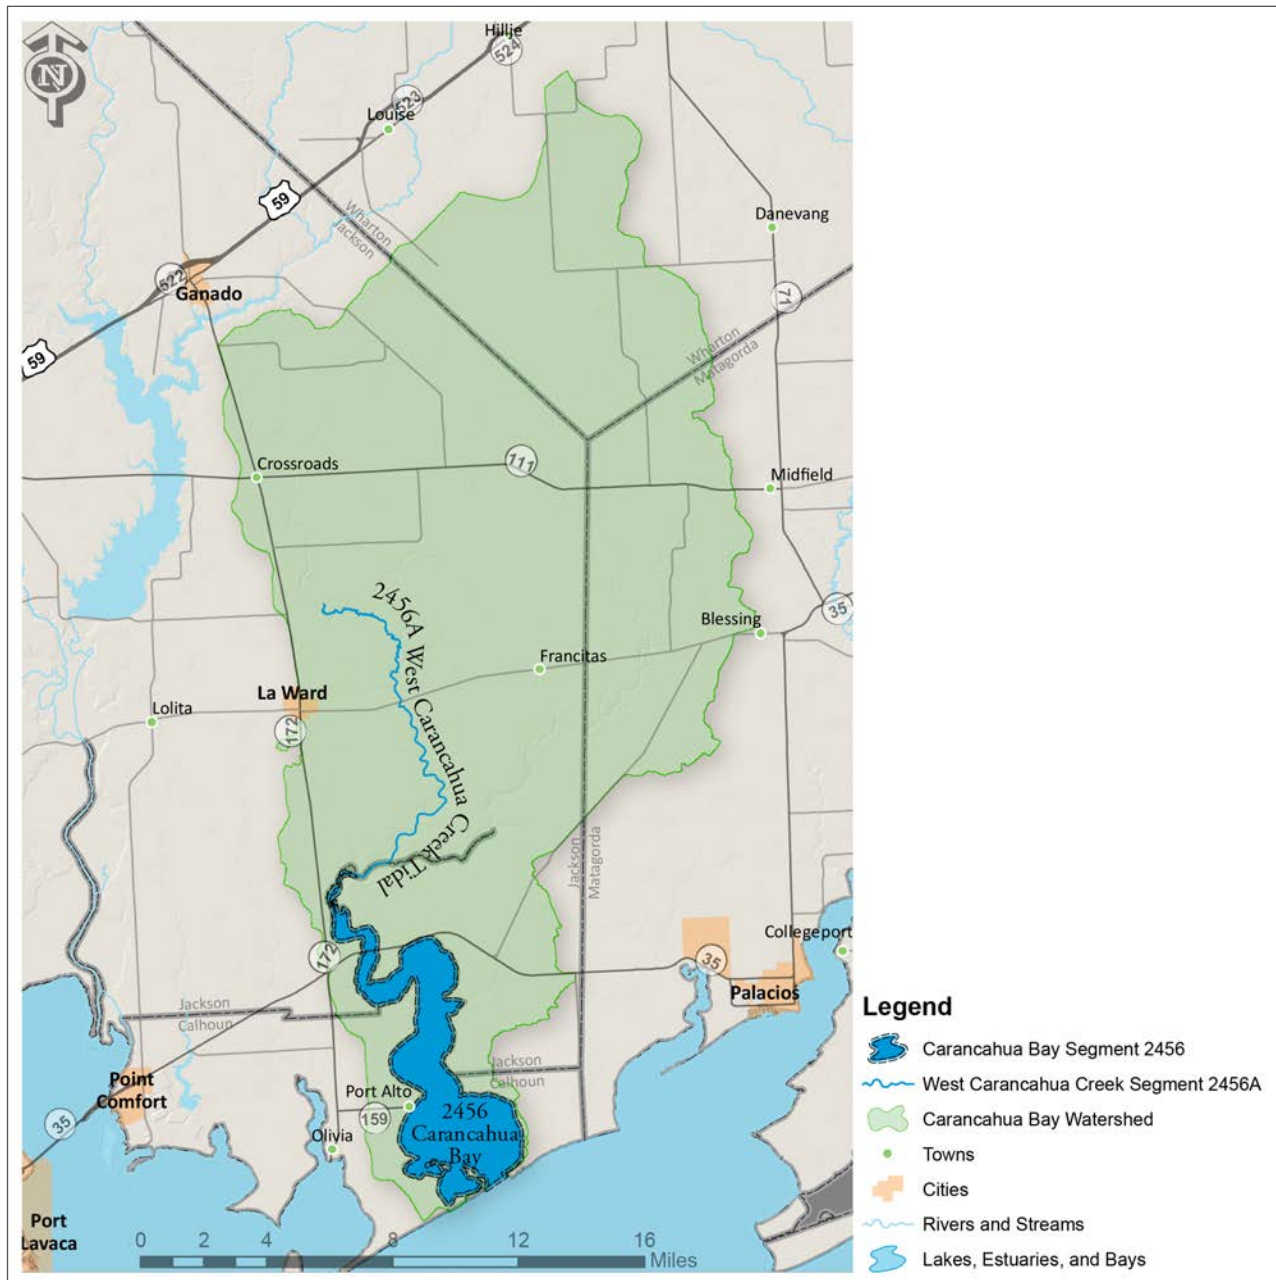 N
Hillje
524
523
Louise
59
Wharton
Jackson
Danevang
522
Ganado
71
59
Wharton
Matagorda
Crossroads
111
Midfield
2456A West Carancahua Creek Tidal
35
Blessing
Francitas
La Ward
Lolita
172
Jackson
Matagorda
Collegeport
172
35
Palacios
Jackson
Calhoun
Jackson
Calhoun
Point
Comfort
Port Alto
159
35
Olivia
2456
Carancahua
Bay
Port
Lavaca
0 2 4 8 12 16
Miles
Legend
Carancahua Bay Segment 2456
West Carancahua Creek Segment 2456A
Carancahua Bay Watershed
Towns
Cities
Rivers and Streams
Lakes, Estuaries, and Bays